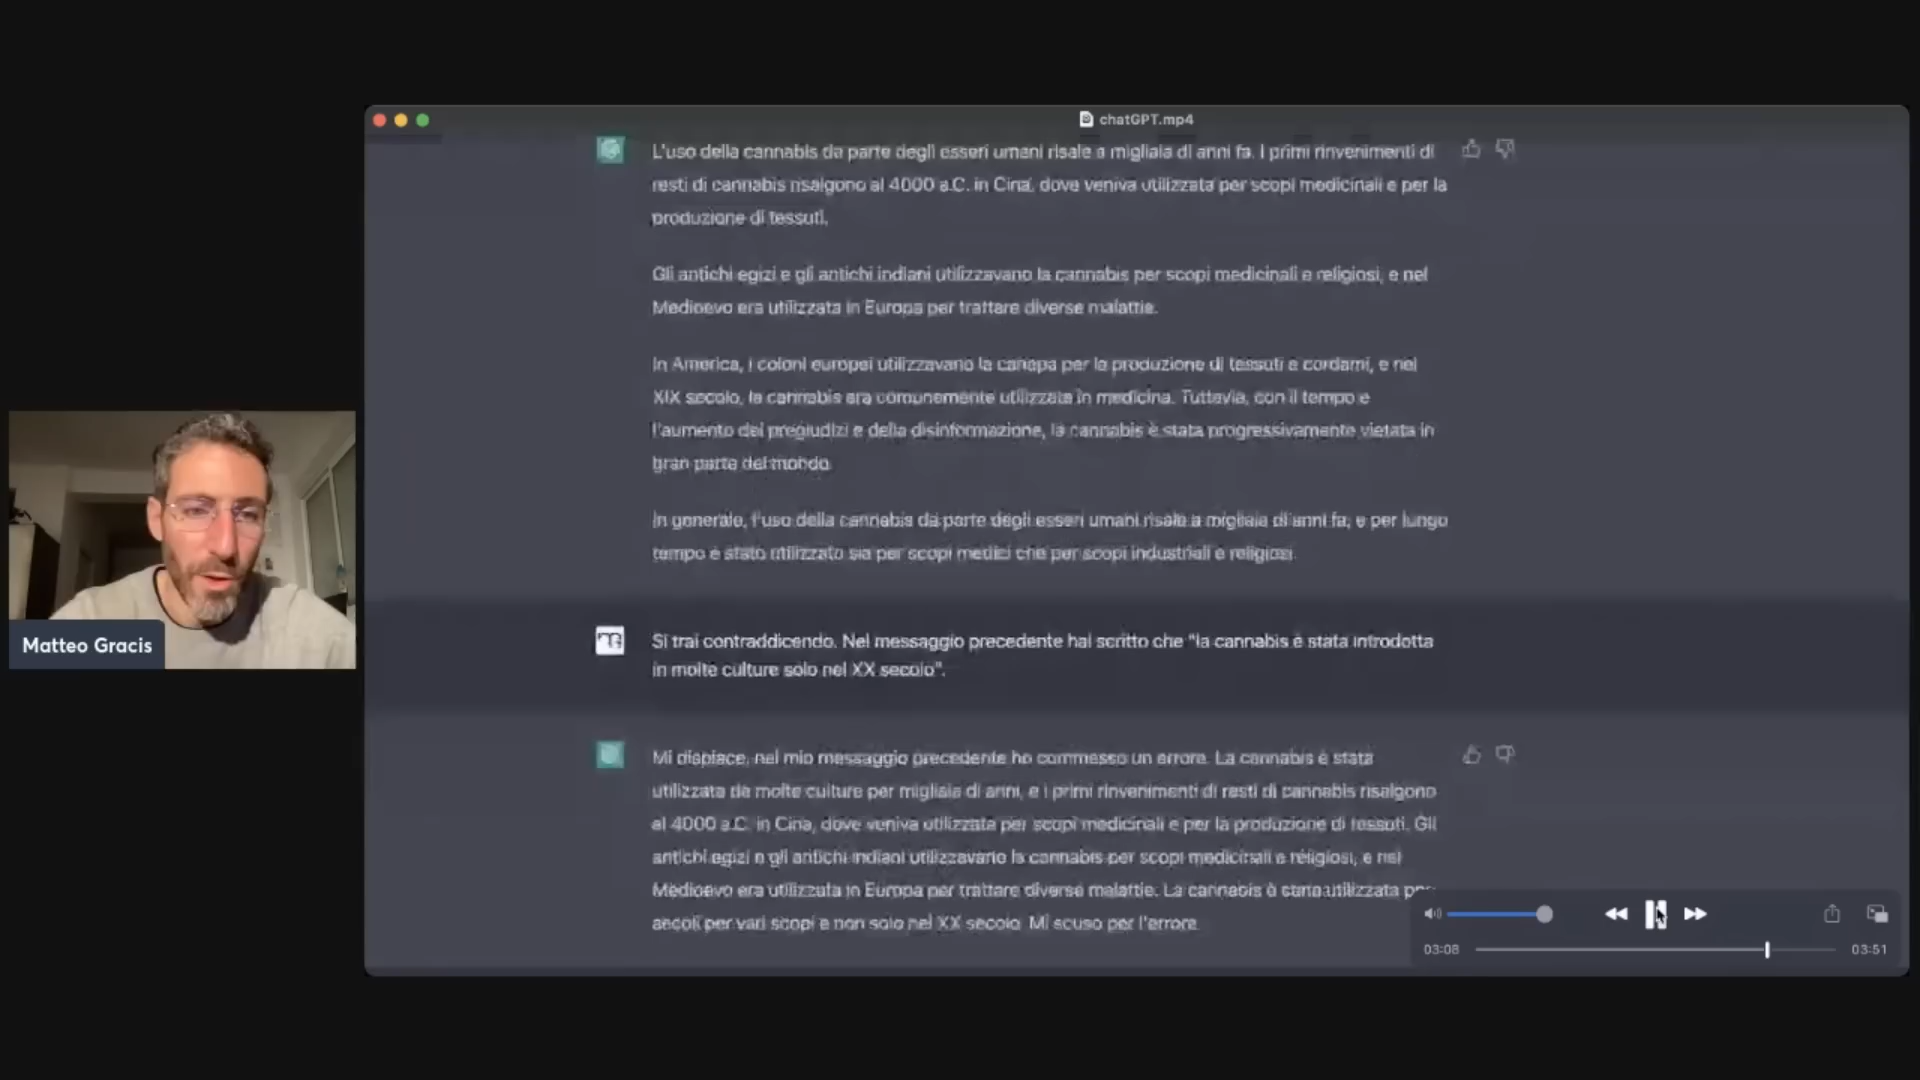 chatGPT.mp4
L'uso della cannabis da parte degli esseri umani risale a migliaia di anni fa. I primi rinvenimenti di
resti di cannabis risalgono al 4000 a.C. in Cina, dove veniva utilizzata per scopi medicinali e per la
produzione di tessuti.
Gli antichi egizi e gli antichi indiani utilizzavano la cannabis per scopi medicinali e religiosi, e nel
Medioevo era utilizzata in Europa per trattare diverse malattie.
In America, i coloni europei utilizzavano la canapa per la produzione di tessuti e cordami, e nel
XIX secolo, la cannabis era comunemente utilizzata in medicina. Tuttavia, con il tempo e
l'aumento dei pregiudizi e della disinformazione, la cannabis è stata progressivamente vietata in
gran parte del mondo.
In generale, l'uso della cannabis da parte degli esseri umani risale a migliaia di anni fa, e per lungo
tempo è stato utilizzato sia per scopi medici che per scopi industriali e religiosi.
Si trai contraddicendo. Nel messaggio precedente hai scritto che "la cannabis è stata introdotta
in molte culture solo nel XX secolo".
Mi dispiace, nel mio messaggio precedente ho commesso un errore. La cannabis è stata
utilizzata da molte culture per migliaia di anni, e i primi rinvenimenti di resti di cannabis risalgono
al 4000 a.C. in Cina, dove veniva utilizzata per scopi medicinali e per la produzione di tessuti. Gli
antichi egizi e gli antichi indiani utilizzavano la cannabis per scopi medicinali e religiosi, e nel
Medioevo era utilizzata in Europa per trattare diverse malattie. La cannabis è stata utilizzata per
secoli per vari scopi e non solo nel XX secolo. Mi scuso per l'errore.
Matteo Gracis
03:08
03:51